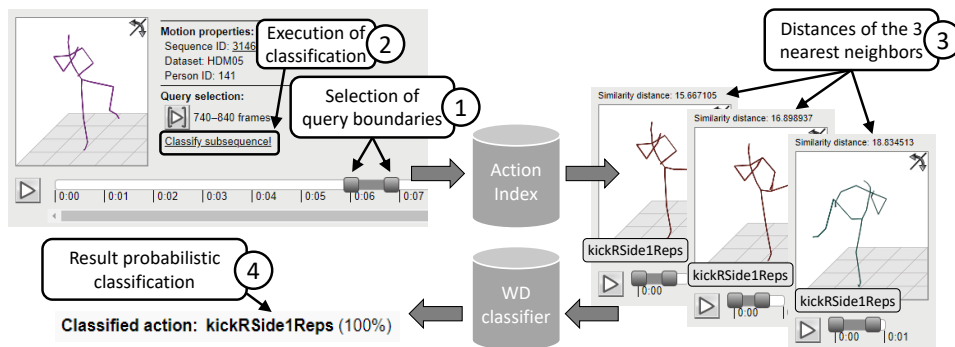 Motion properties:
Sequence ID: 3146
Dataset: HDM05
Person ID: 141
Query selection:
740–840 frames
Classify subsequence!
0:00 0:01 0:02 0:03 0:04 0:05 0:06 0:07
Execution of
classification
2
Selection of
query boundaries
1
Action
Index
Distances of the 3
nearest neighbors
3
Similarity distance: 15.667105
kickRSide1Reps
0:00
Similarity distance: 16.898937
kickRSide1Reps
0:00
Similarity distance: 18.834513
kickRSide1Reps
0:00 0:01
WD
classifier
Result probabilistic
classification
4
Classified action: kickRSide1Reps (100%)